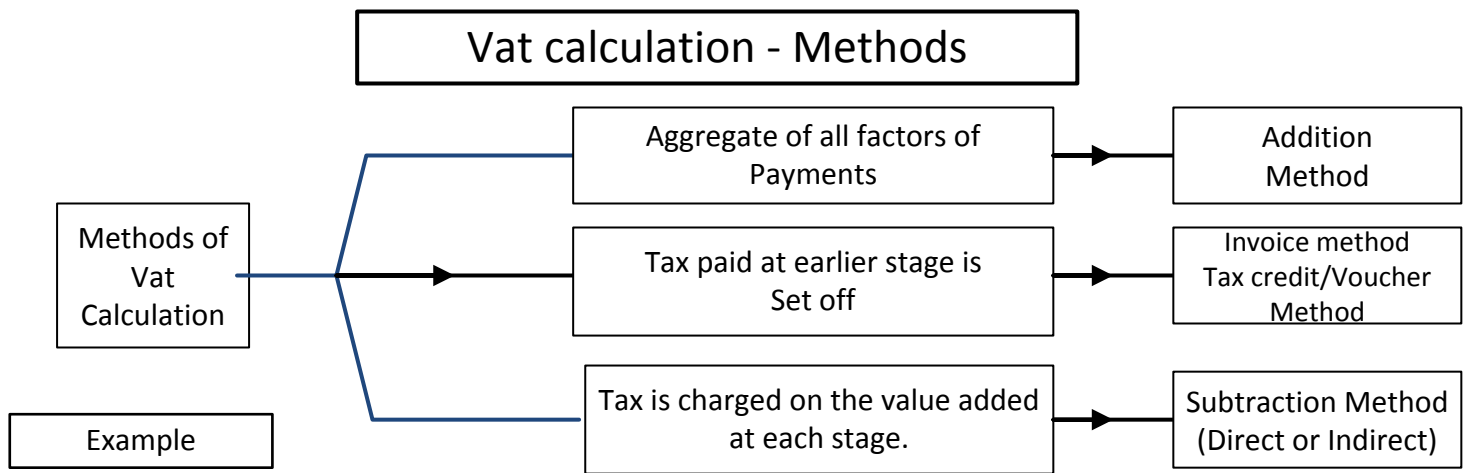 Vat calculation - Methods
Aggregate of all factors of
Payments
Addition
Method
Methods of
Vat
Calculation
Tax paid at earlier stage is
Set off
Invoice method
Tax credit/Voucher
Method
Tax is charged on the value added
at each stage.
Subtraction Method
(Direct or Indirect)
Example